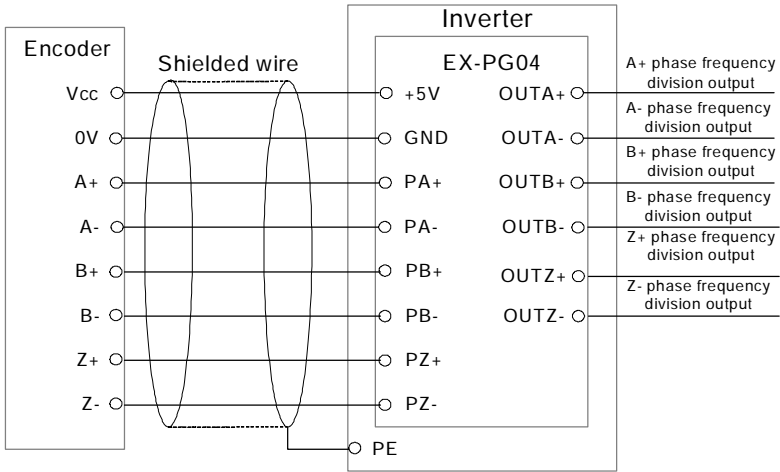 Inverter
Encoder
Shielded wire
EX-PG04
Vcc
0V
A+
A-
B+
B-
Z+
Z-
+5V
GND
PA+
PA-
PB+
PB-
PZ+
PZ-
PE
OUTA+
OUTA-
OUTB+
OUTB-
OUTZ+
OUTZ-
A+ phase frequency
division output
A- phase frequency
division output
B+ phase frequency
division output
B- phase frequency
division output
Z+ phase frequency
division output
Z- phase frequency
division output